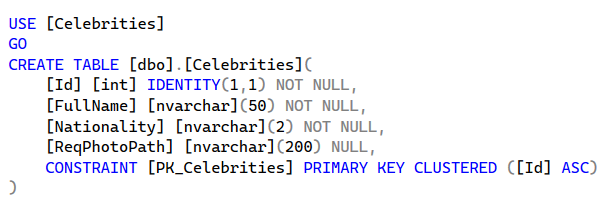 USE [Celebrities]
GO
CREATE TABLE [dbo].[Celebrities](
    [Id] [int] IDENTITY(1,1) NOT NULL,
    [FullName] [nvarchar](50) NOT NULL,
    [Nationality] [nvarchar](2) NOT NULL,
    [ReqPhotoPath] [nvarchar](200) NULL,
    CONSTRAINT [PK_Celebrities] PRIMARY KEY CLUSTERED ([Id] ASC)
)